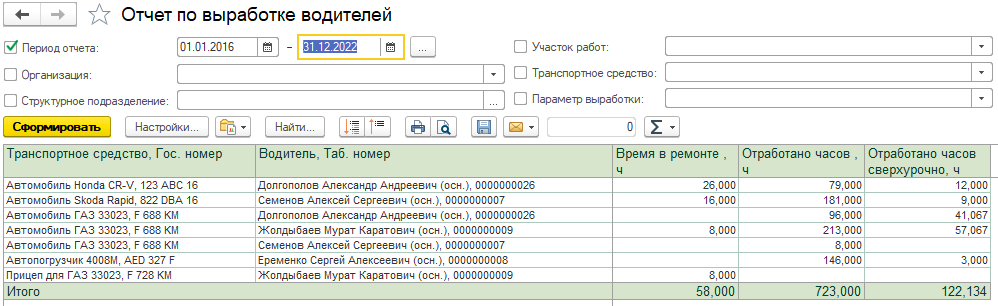 Отчет по выработке водителей
Период отчета: 01.01.2016 – 31.12.2022 ... Участок работ:
Организация: Транспортное средство:
Структурное подразделение: ... Параметр выработки:
Сформировать Настройки... Найти... 0 Σ
Транспортное средство, Гос. номер Водитель, Таб. номер Время в ремонте , ч Отработано часов , ч Отработано часов сверхурочно, ч
Автомобиль Honda CR-V, 123 ABC 16 Долгополов Александр Андреевич (осн.), 0000000026 26,000 79,000 12,000
Автомобиль Skoda Rapid, 822 DBA 16 Семенов Алексей Сергеевич (осн.), 0000000007 16,000 181,000 9,000
Автомобиль ГАЗ 33023, F 688 KM Долгополов Александр Андреевич (осн.), 0000000026 96,000 41,067
Автомобиль ГАЗ 33023, F 688 KM Жолдыбаев Мурат Каратович (осн.), 0000000009 8,000 213,000 57,067
Автомобиль ГАЗ 33023, F 688 KM Семенов Алексей Сергеевич (осн.), 0000000007 8,000
Автопогрузчик 4008М, AED 327 F Еременко Сергей Алексеевич (осн.), 0000000008 146,000 3,000
Прицеп для ГАЗ 33023, F 728 KM Жолдыбаев Мурат Каратович (осн.), 0000000009 8,000
Итого 58,000 723,000 122,134